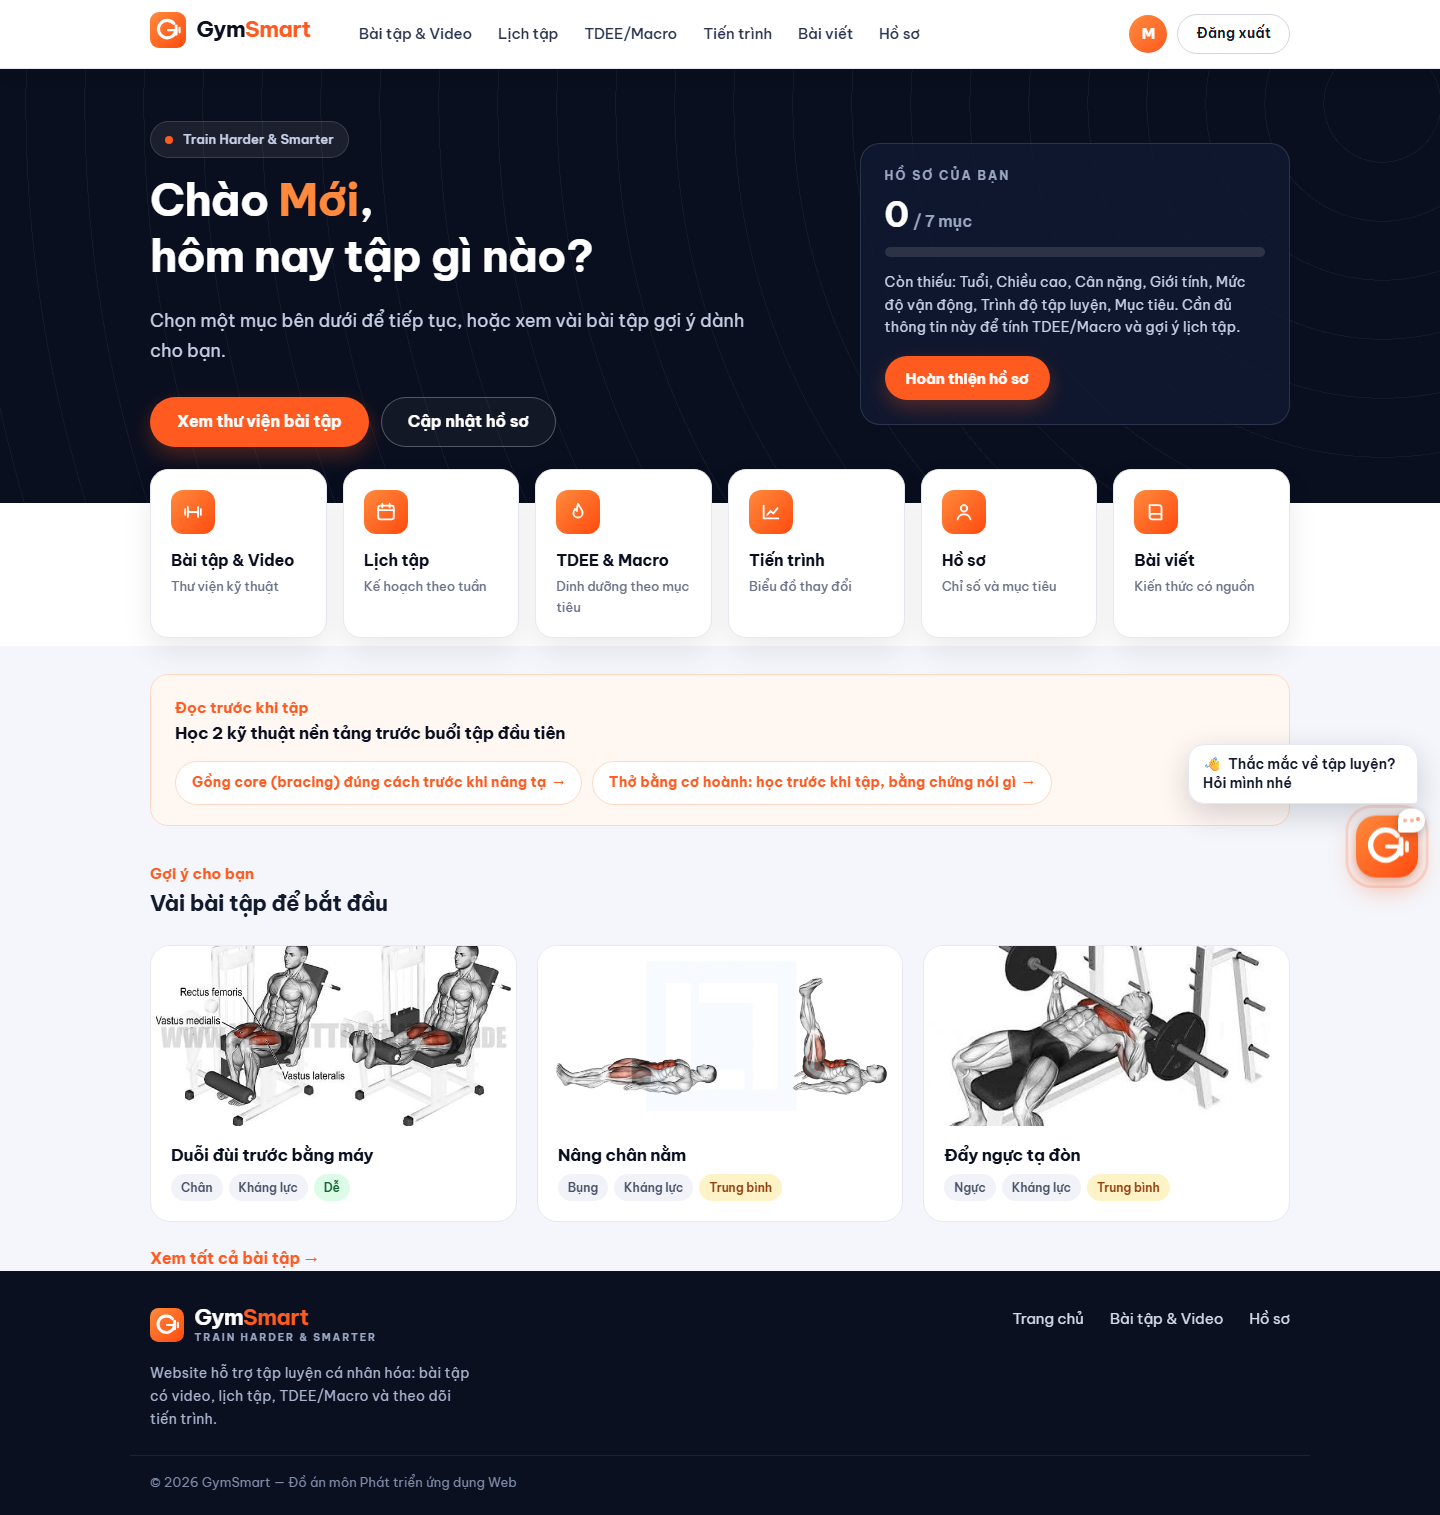 GymSmart
Bài tập & Video
Lịch tập
TDEE/Macro
Tiến trình
Bài viết
Hồ sơ
M
Đăng xuất
Train Harder & Smarter
Chào Mới,
hôm nay tập gì nào?
Chọn một mục bên dưới để tiếp tục, hoặc xem vài bài tập gợi ý dành
cho bạn.
Xem thư viện bài tập
Cập nhật hồ sơ
HỒ SƠ CỦA BẠN
0 / 7 mục
Còn thiếu: Tuổi, Chiều cao, Cân nặng, Giới tính, Mức
độ vận động, Trình độ tập luyện, Mục tiêu. Cần đủ
thông tin này để tính TDEE/Macro và gợi ý lịch tập.
Hoàn thiện hồ sơ
Bài tập & Video
Thư viện kỹ thuật
Lịch tập
Kế hoạch theo tuần
TDEE & Macro
Dinh dưỡng theo mục
tiêu
Tiến trình
Biểu đồ thay đổi
Hồ sơ
Chỉ số và mục tiêu
Bài viết
Kiến thức có nguồn
Đọc trước khi tập
Học 2 kỹ thuật nền tảng trước buổi tập đầu tiên
Gồng core (bracing) đúng cách trước khi nâng tạ →
Thở bằng cơ hoành: học trước khi tập, bằng chứng nói gì →
👋 Thắc mắc về tập luyện?
Hỏi mình nhé
Gợi ý cho bạn
Vài bài tập để bắt đầu
Rectus femoris
Vastus medialis
Vastus lateralis
Duỗi đùi trước bằng máy
Chân
Kháng lực
Dễ
Nâng chân nằm
Bụng
Kháng lực
Trung bình
Đẩy ngực tạ đòn
Ngực
Kháng lực
Trung bình
Xem tất cả bài tập →
GymSmart
TRAIN HARDER & SMARTER
Website hỗ trợ tập luyện cá nhân hóa: bài tập
có video, lịch tập, TDEE/Macro và theo dõi
tiến trình.
Trang chủ
Bài tập & Video
Hồ sơ
© 2026 GymSmart — Đồ án môn Phát triển ứng dụng Web